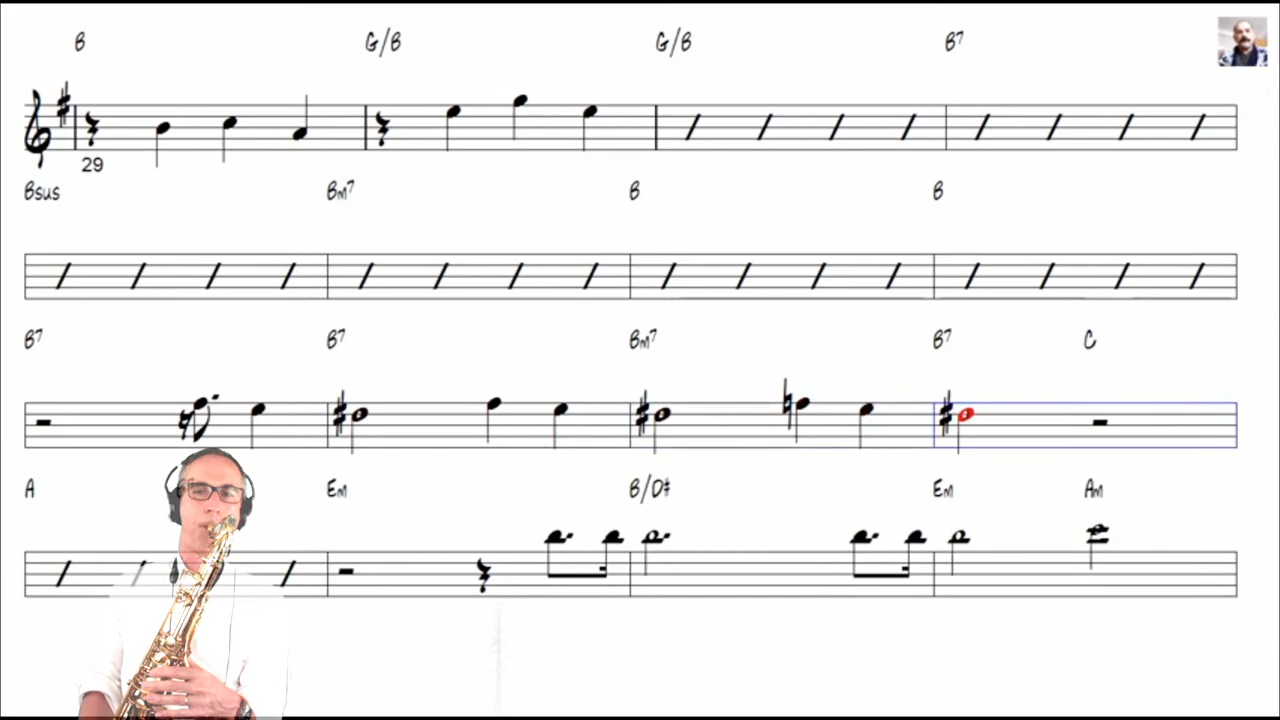 B G/B G/B B7
29
Bsus Bm7 B B
B7 B7 Bm7 B7 C
A Em B/D# Em Am